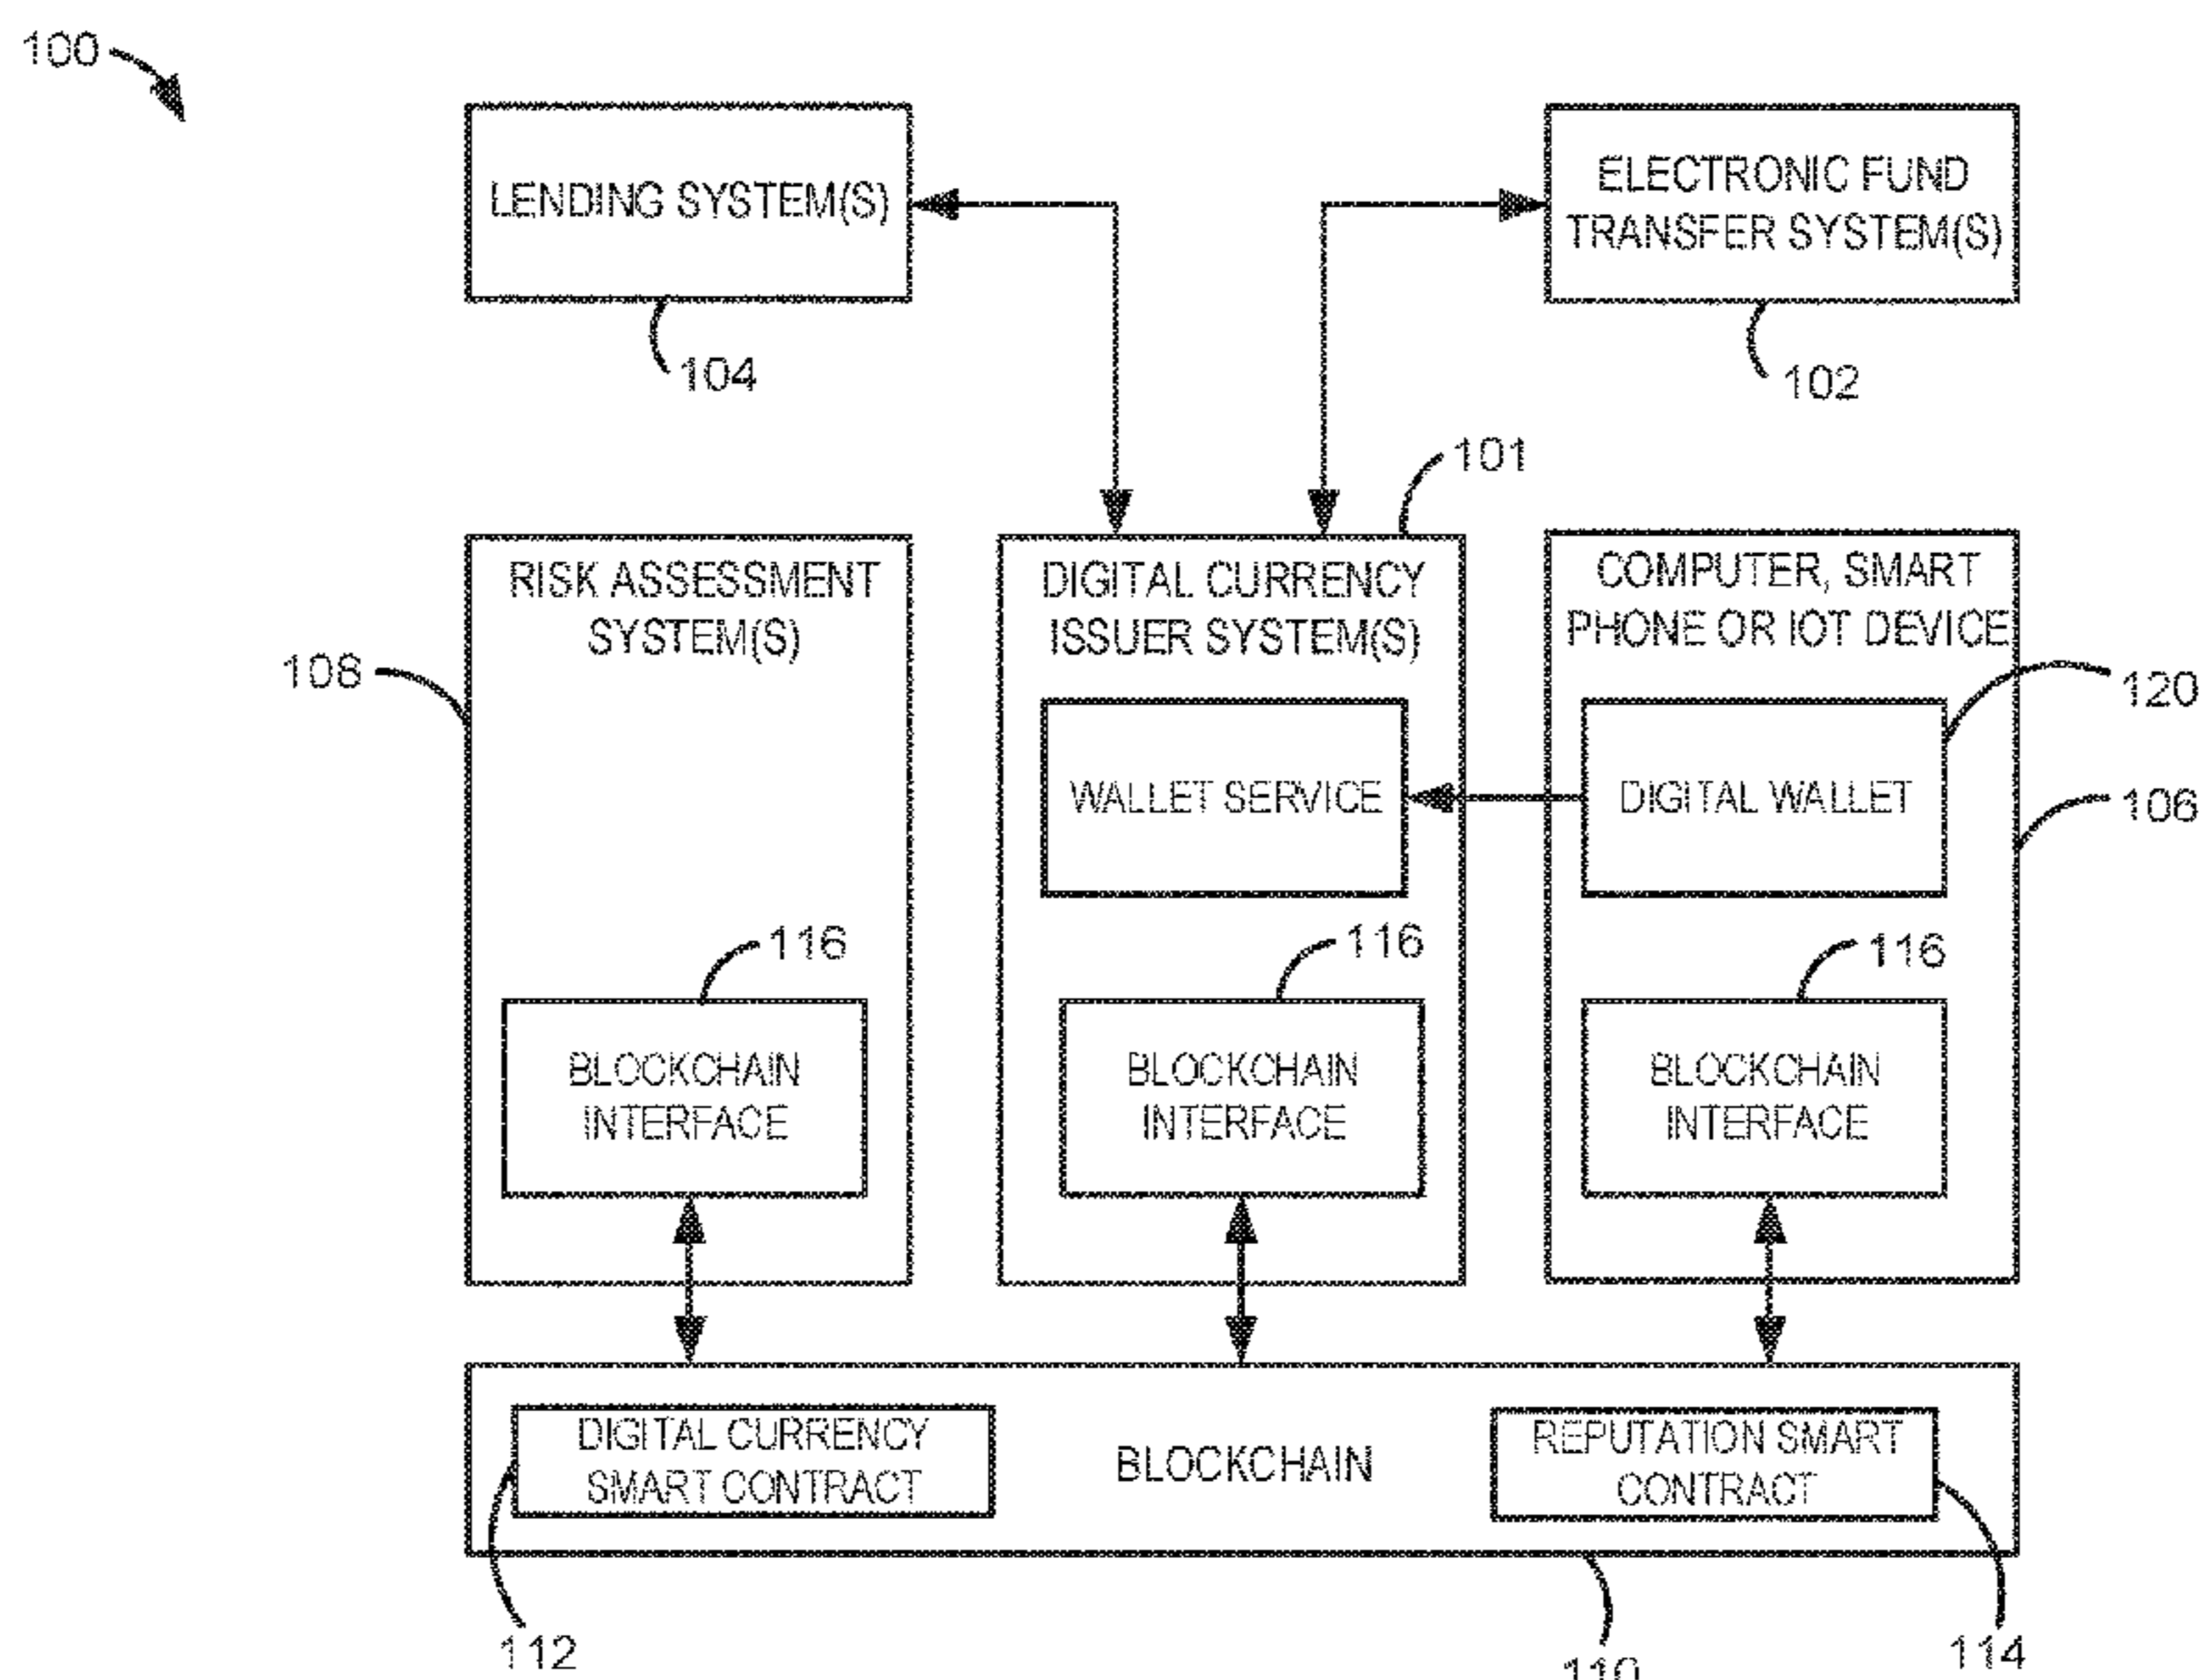 100
LENDING SYSTEM(S)
ELECTRONIC FUND
TRANSFER SYSTEM(S)
104
102
101
RISK ASSESSMENT
SYSTEM(S)
DIGITAL CURRENCY
ISSUER SYSTEM(S)
COMPUTER, SMART
PHONE OR IOT DEVICE
108
120
WALLET SERVICE
DIGITAL WALLET
106
116
116
116
BLOCKCHAIN
INTERFACE
BLOCKCHAIN
INTERFACE
BLOCKCHAIN
INTERFACE
DIGITAL CURRENCY
SMART CONTRACT
BLOCKCHAIN
REPUTATION SMART
CONTRACT
112
110
114